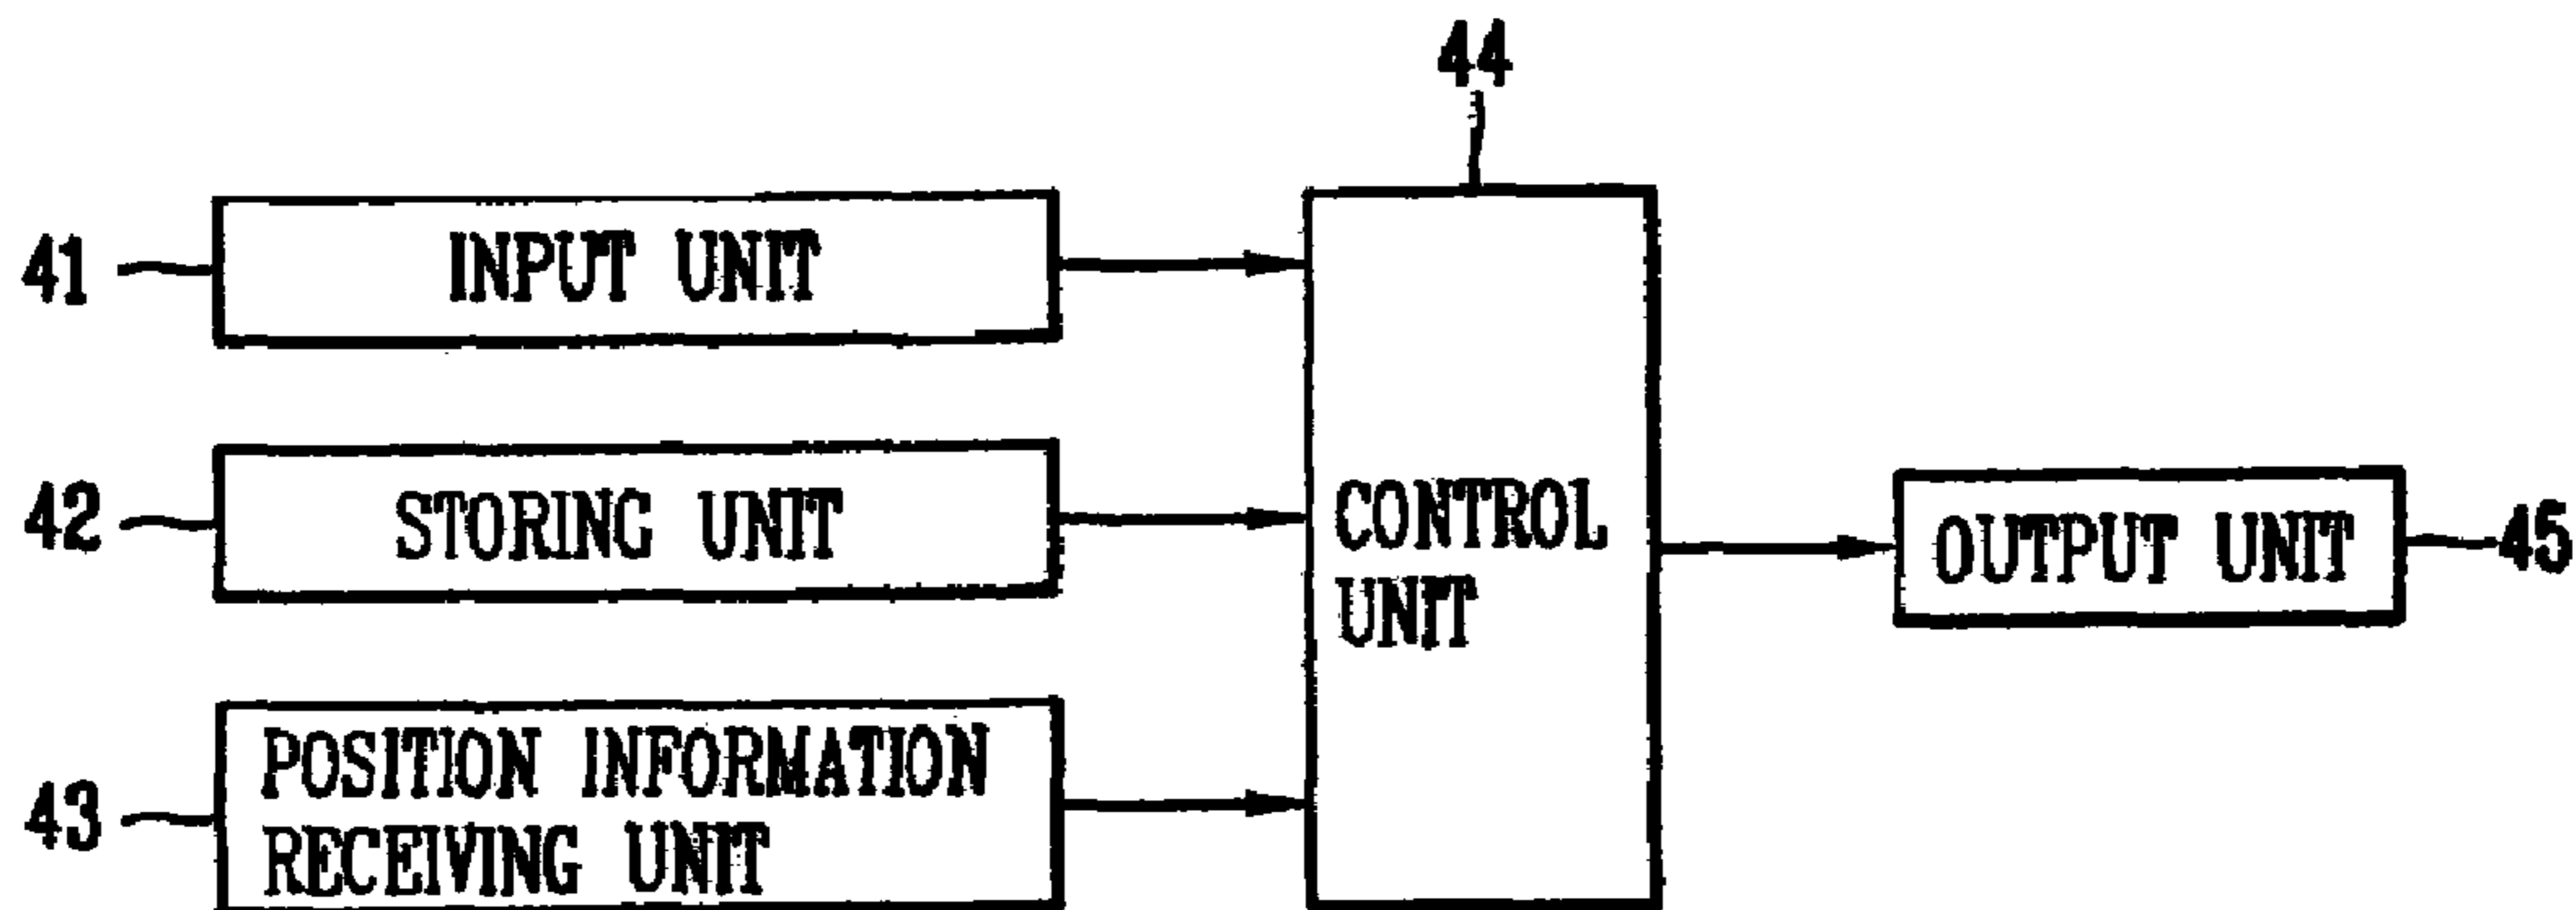 44
41
INPUT UNIT
42
STORING UNIT
43
POSITION INFORMATION
RECEIVING UNIT
CONTROL
UNIT
OUTPUT UNIT
45